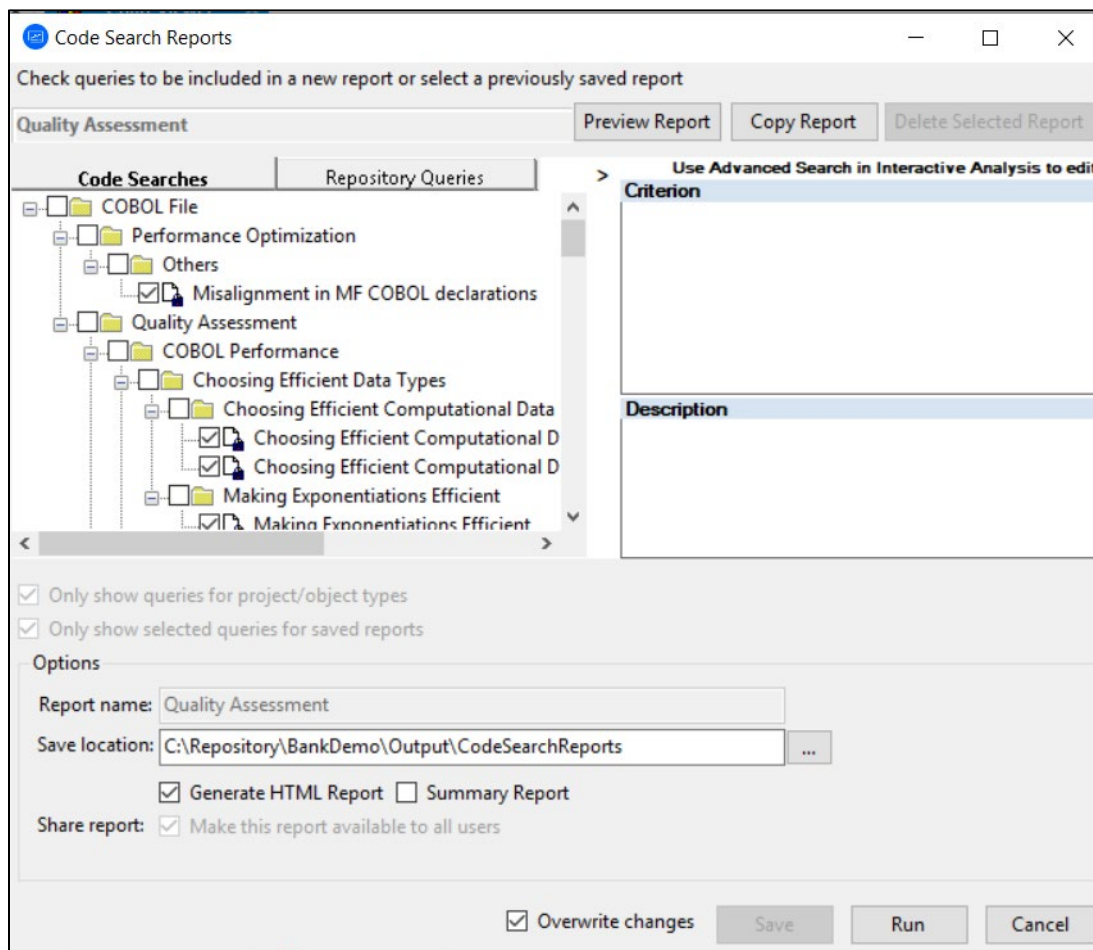 Code Search Reports
Check queries to be included in a new report or select a previously saved report
Quality Assessment
Preview Report
Copy Report
Delete Selected Report
Code Searches
Repository Queries
>
Use Advanced Search in Interactive Analysis to edit
COBOL File
Performance Optimization
Others
Misalignment in MF COBOL declarations
Quality Assessment
COBOL Performance
Choosing Efficient Data Types
Choosing Efficient Computational Data
Choosing Efficient Computational D
Choosing Efficient Computational D
Making Exponentiations Efficient
Making Exponentiations Efficient
Criterion
Description
Only show queries for project/object types
Only show selected queries for saved reports
Options
Report name: Quality Assessment
Save location: C:\Repository\BankDemo\Output\CodeSearchReports ...
Generate HTML Report Summary Report
Share report: Make this report available to all users
Overwrite changes Save Run Cancel